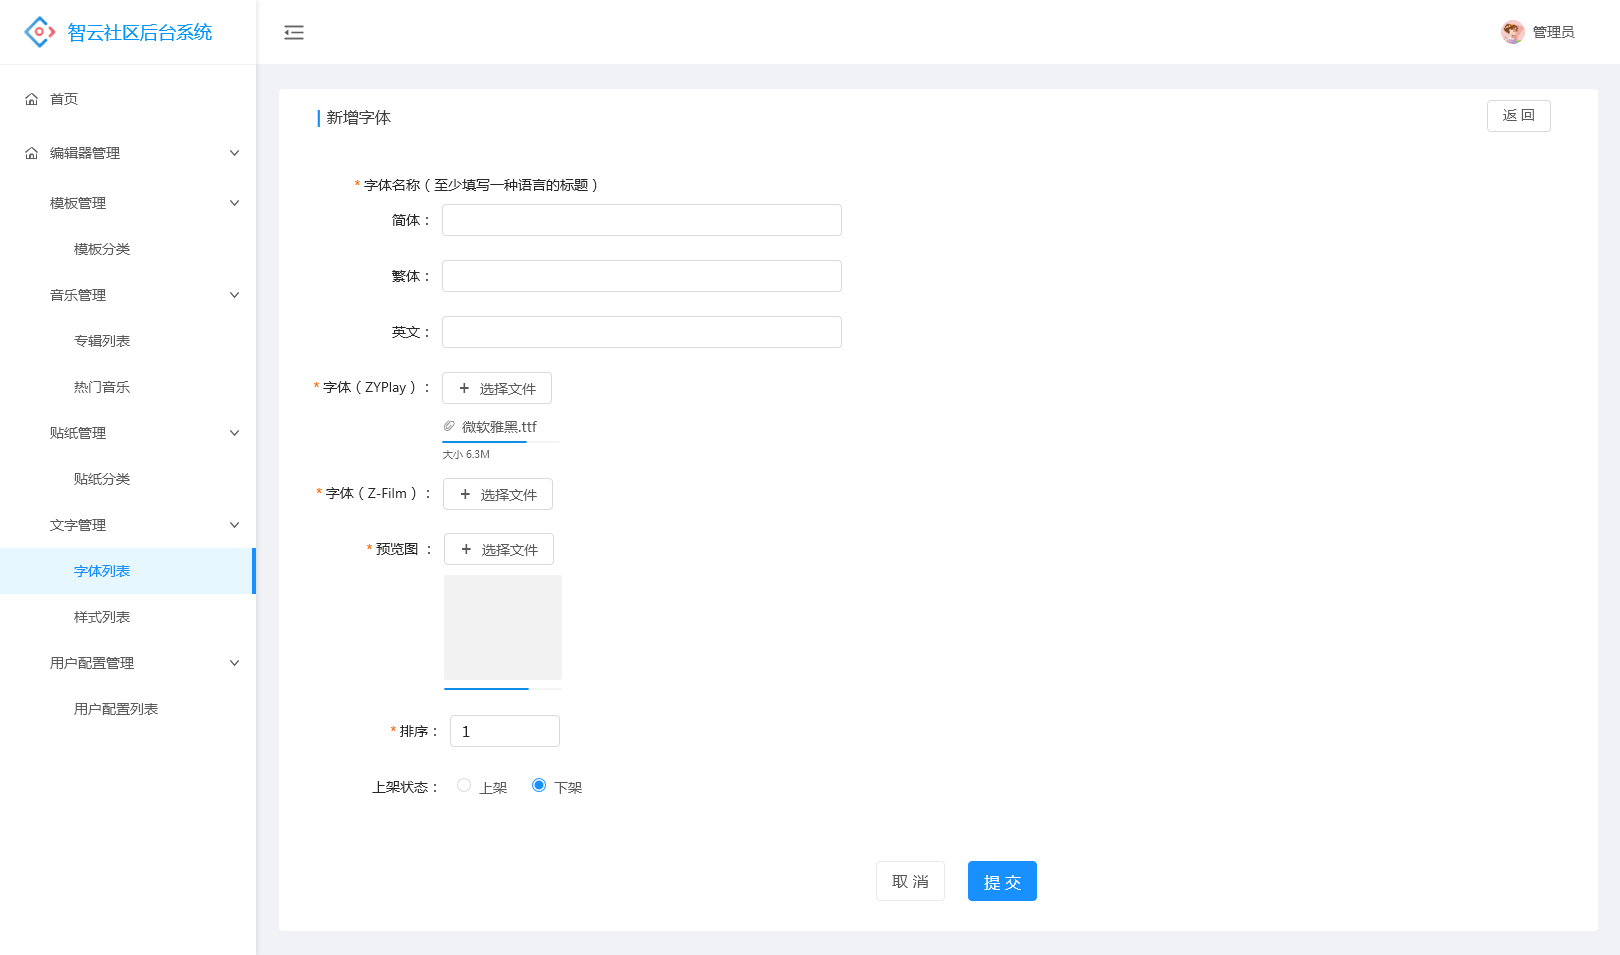 智云社区后台系统
管理员
首页
编辑器管理
模板管理
模板分类
音乐管理
专辑列表
热门音乐
贴纸管理
贴纸分类
文字管理
字体列表
样式列表
用户配置管理
用户配置列表
新增字体
返 回
* 字体名称（至少填写一种语言的标题）
简体：
繁体：
英文：
* 字体（ZYPlay）：
+ 选择文件
微软雅黑.ttf
大小 6.3M
* 字体（Z-Film）：
+ 选择文件
* 预览图 ：
+ 选择文件
* 排序： 1
上架状态： 上架 下架
取 消 提 交